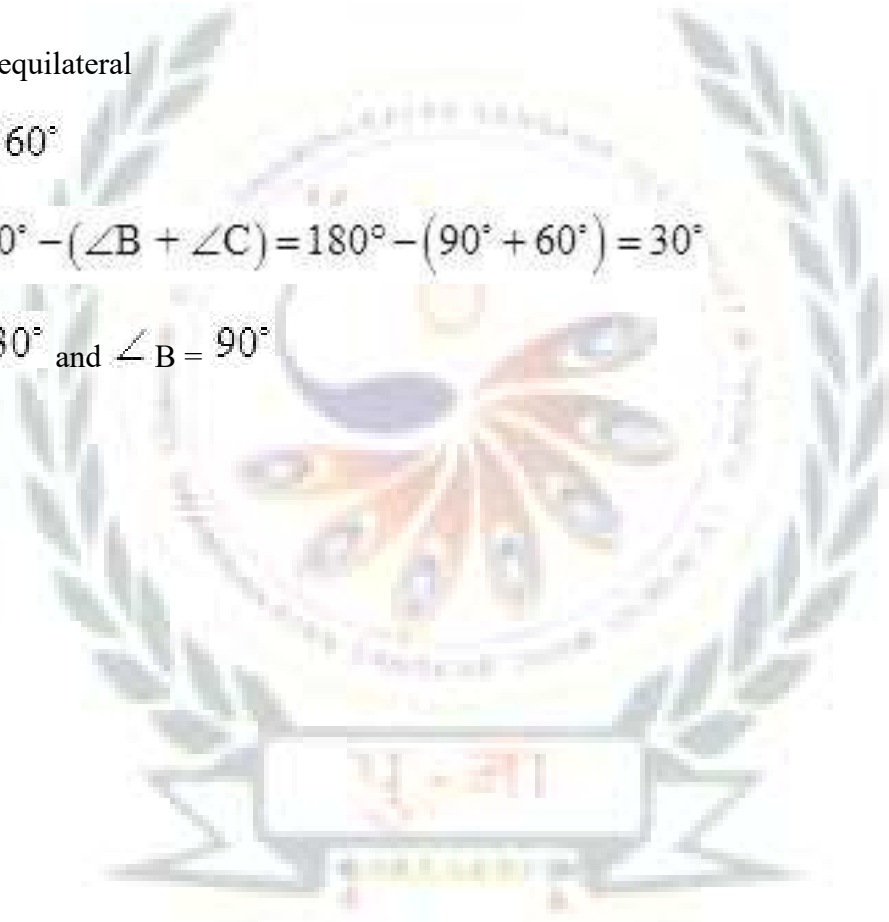 equilateral
60°
0° −(∠B + ∠C)=180°−(90° +60°)=30°
30° and ∠ B = 90°